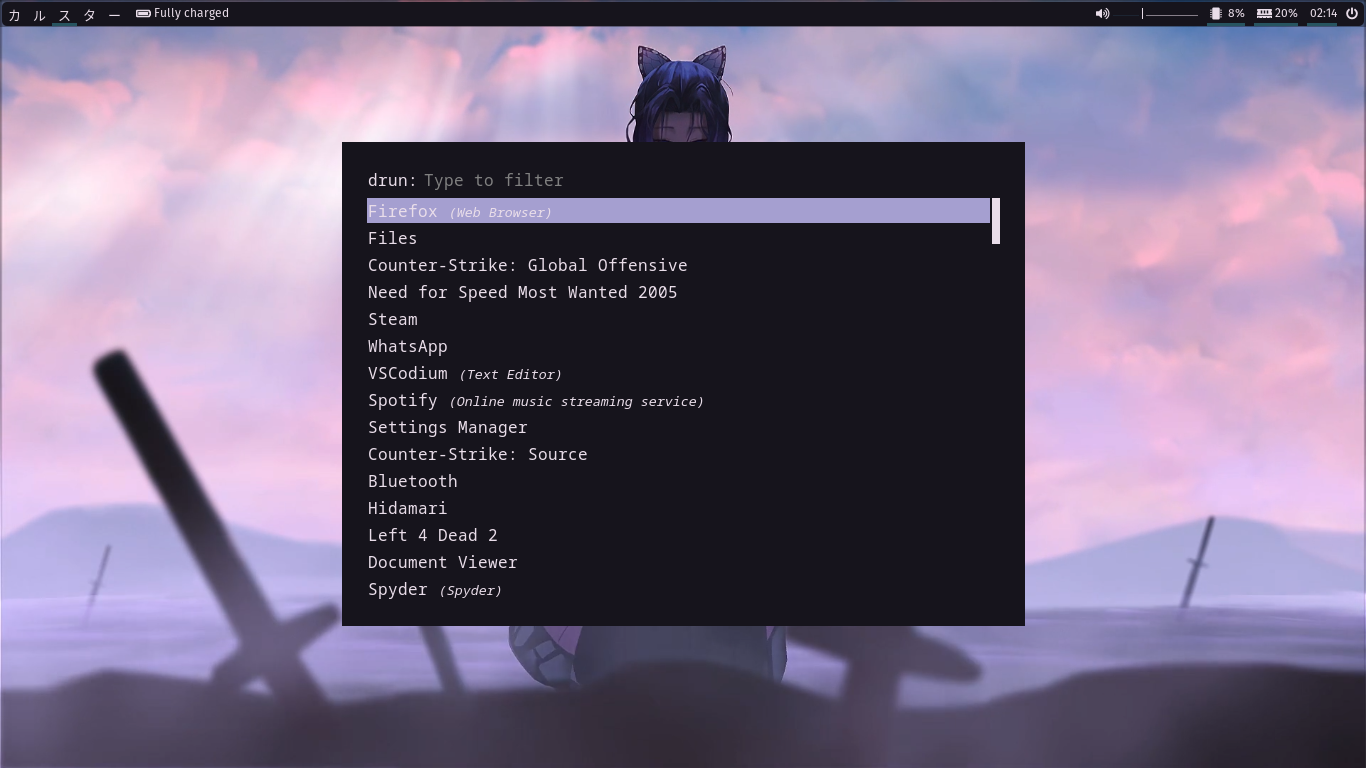 カ ル ス タ ー Fully charged 8% 20% 02:14
drun: Type to filter
Firefox (Web Browser)
Files
Counter-Strike: Global Offensive
Need for Speed Most Wanted 2005
Steam
WhatsApp
VSCodium (Text Editor)
Spotify (Online music streaming service)
Settings Manager
Counter-Strike: Source
Bluetooth
Hidamari
Left 4 Dead 2
Document Viewer
Spyder (Spyder)